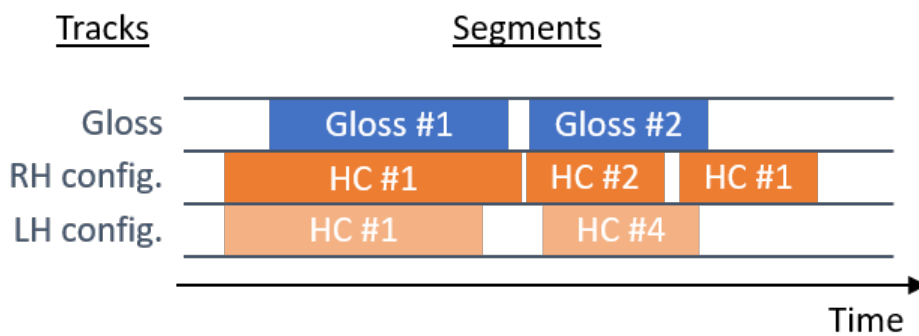 Tracks Segments
Gloss Gloss #1 Gloss #2
RH config. HC #1 HC #2 HC #1
LH config. HC #1 HC #4
Time